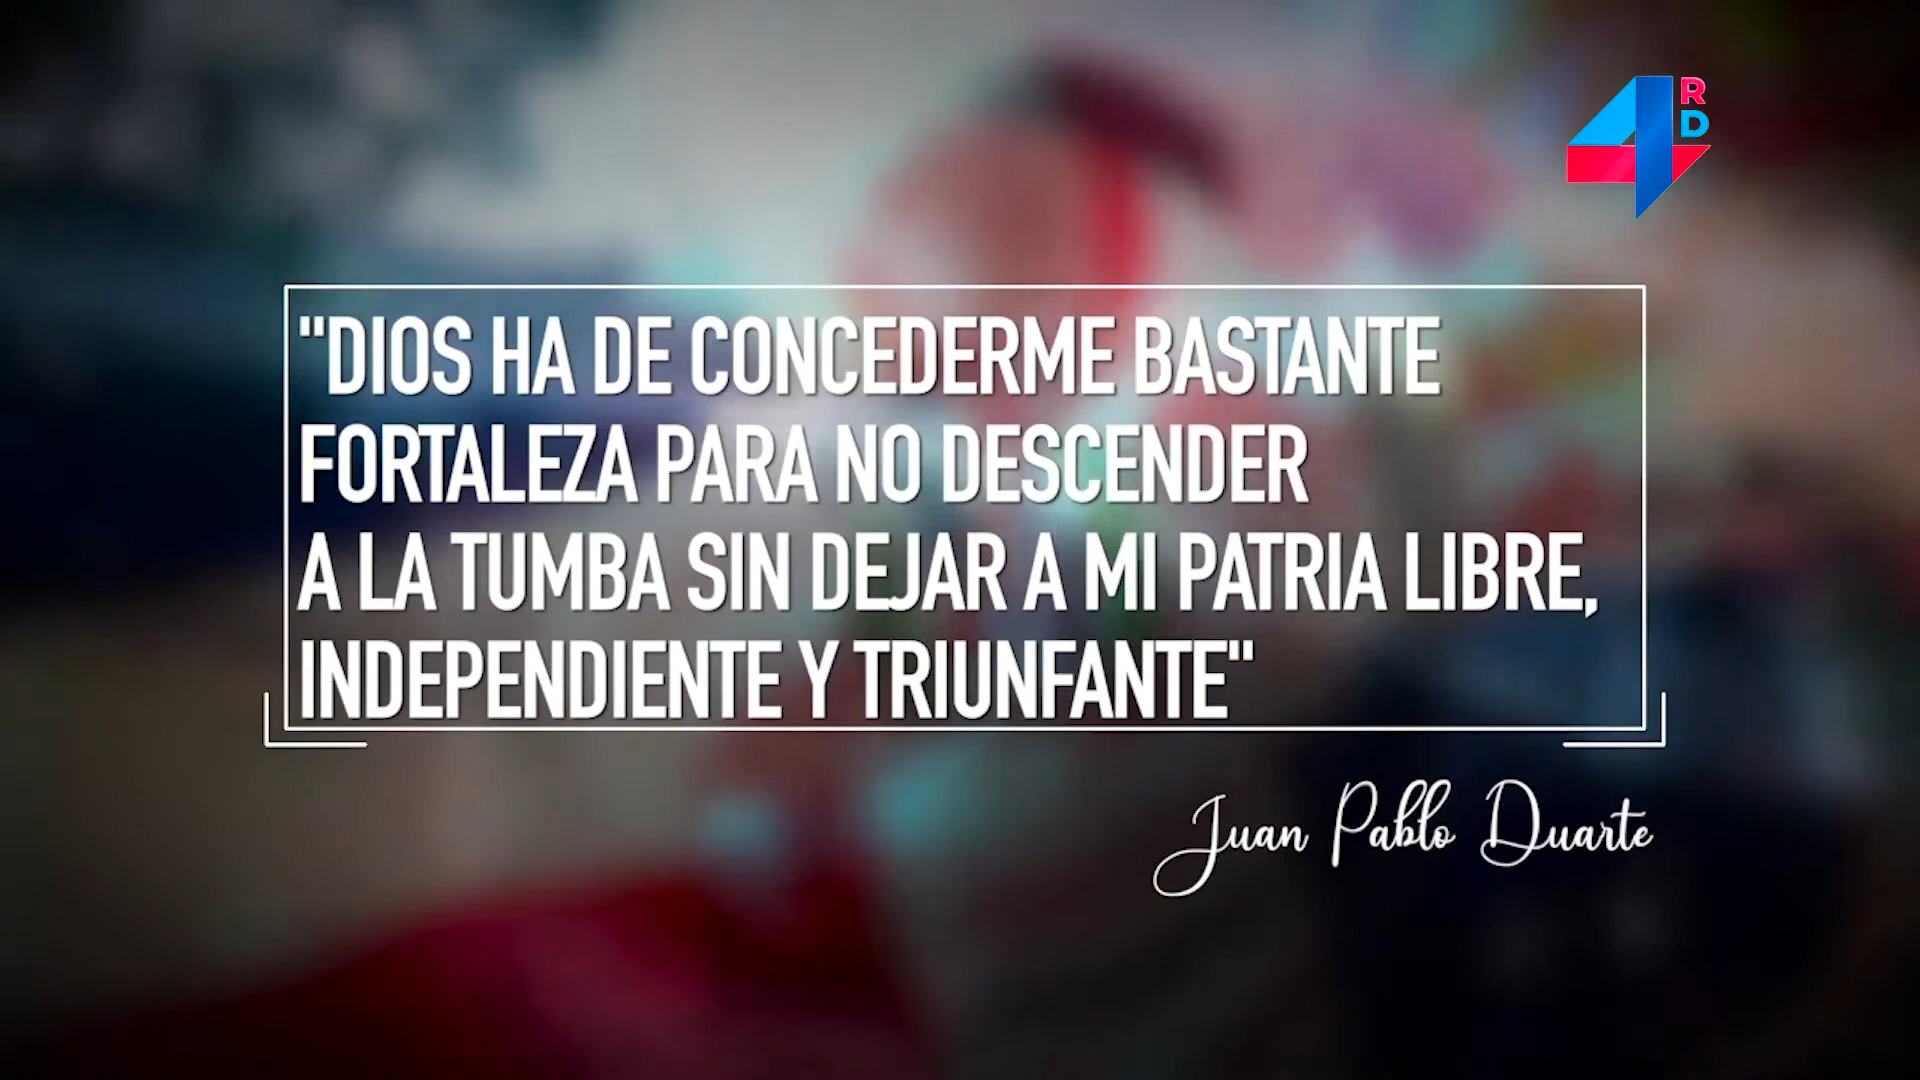 4
RD
"DIOS HA DE CONCEDERME BASTANTE
FORTALEZA PARA NO DESCENDER
A LA TUMBA SIN DEJAR A MI PATRIA LIBRE,
INDEPENDIENTE Y TRIUNFANTE"
Juan Pablo Duarte